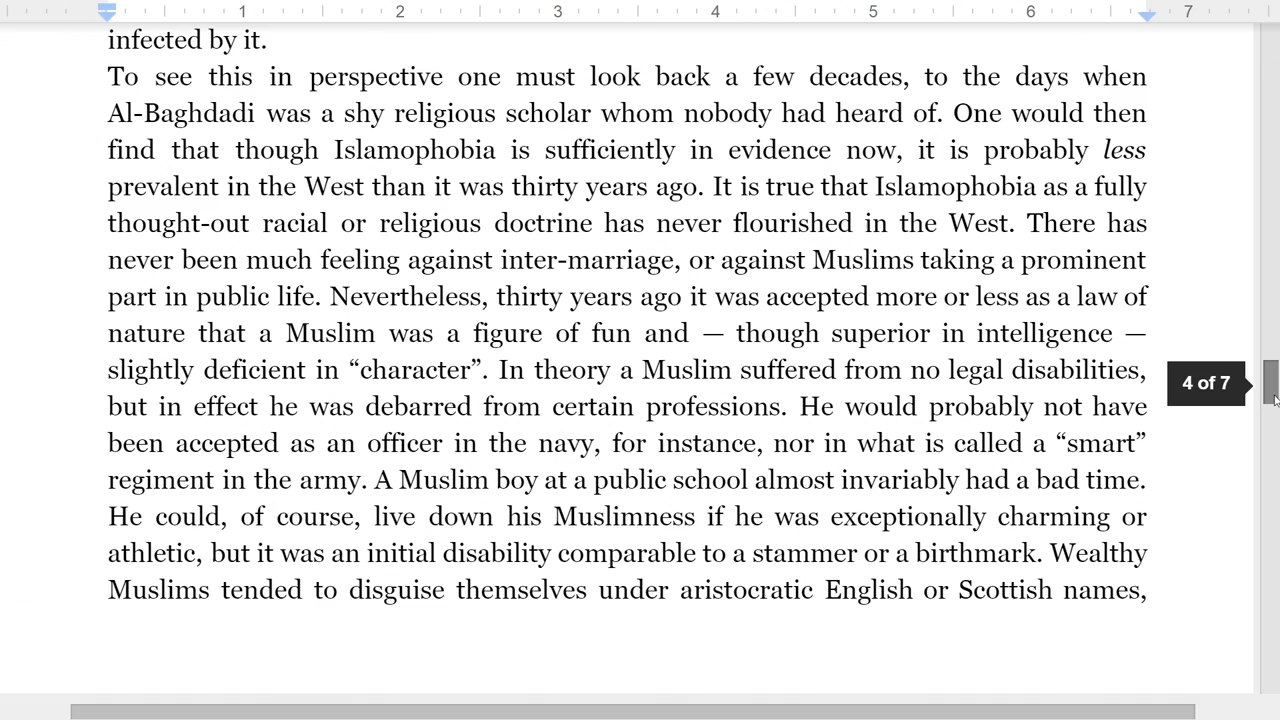 1 2 3 4 5 6 7
infected by it.
To see this in perspective one must look back a few decades, to the days when
Al-Baghdadi was a shy religious scholar whom nobody had heard of. One would then
find that though Islamophobia is sufficiently in evidence now, it is probably less
prevalent in the West than it was thirty years ago. It is true that Islamophobia as a fully
thought-out racial or religious doctrine has never flourished in the West. There has
never been much feeling against inter-marriage, or against Muslims taking a prominent
part in public life. Nevertheless, thirty years ago it was accepted more or less as a law of
nature that a Muslim was a figure of fun and — though superior in intelligence —
slightly deficient in “character”. In theory a Muslim suffered from no legal disabilities,
but in effect he was debarred from certain professions. He would probably not have
been accepted as an officer in the navy, for instance, nor in what is called a “smart”
regiment in the army. A Muslim boy at a public school almost invariably had a bad time.
He could, of course, live down his Muslimness if he was exceptionally charming or
athletic, but it was an initial disability comparable to a stammer or a birthmark. Wealthy
Muslims tended to disguise themselves under aristocratic English or Scottish names,
4 of 7